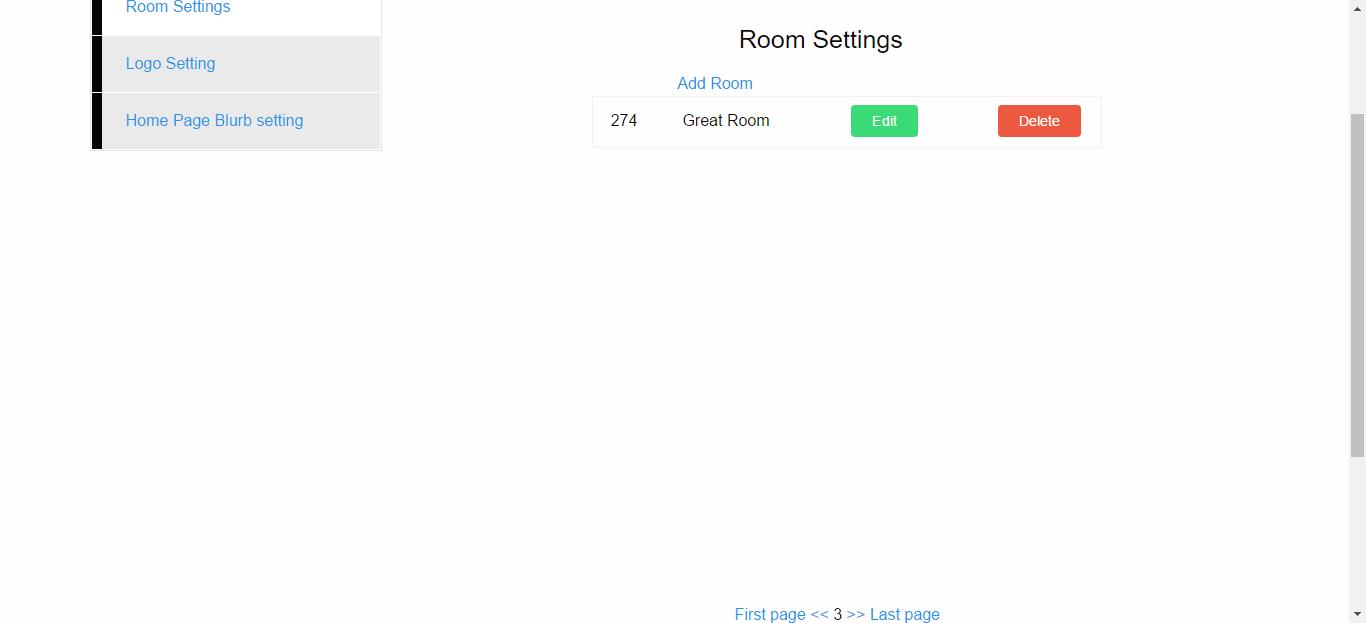 Room Settings
Logo Setting
Home Page Blurb setting
Room Settings
Add Room
274 Great Room Edit Delete
First page << 3 >> Last page